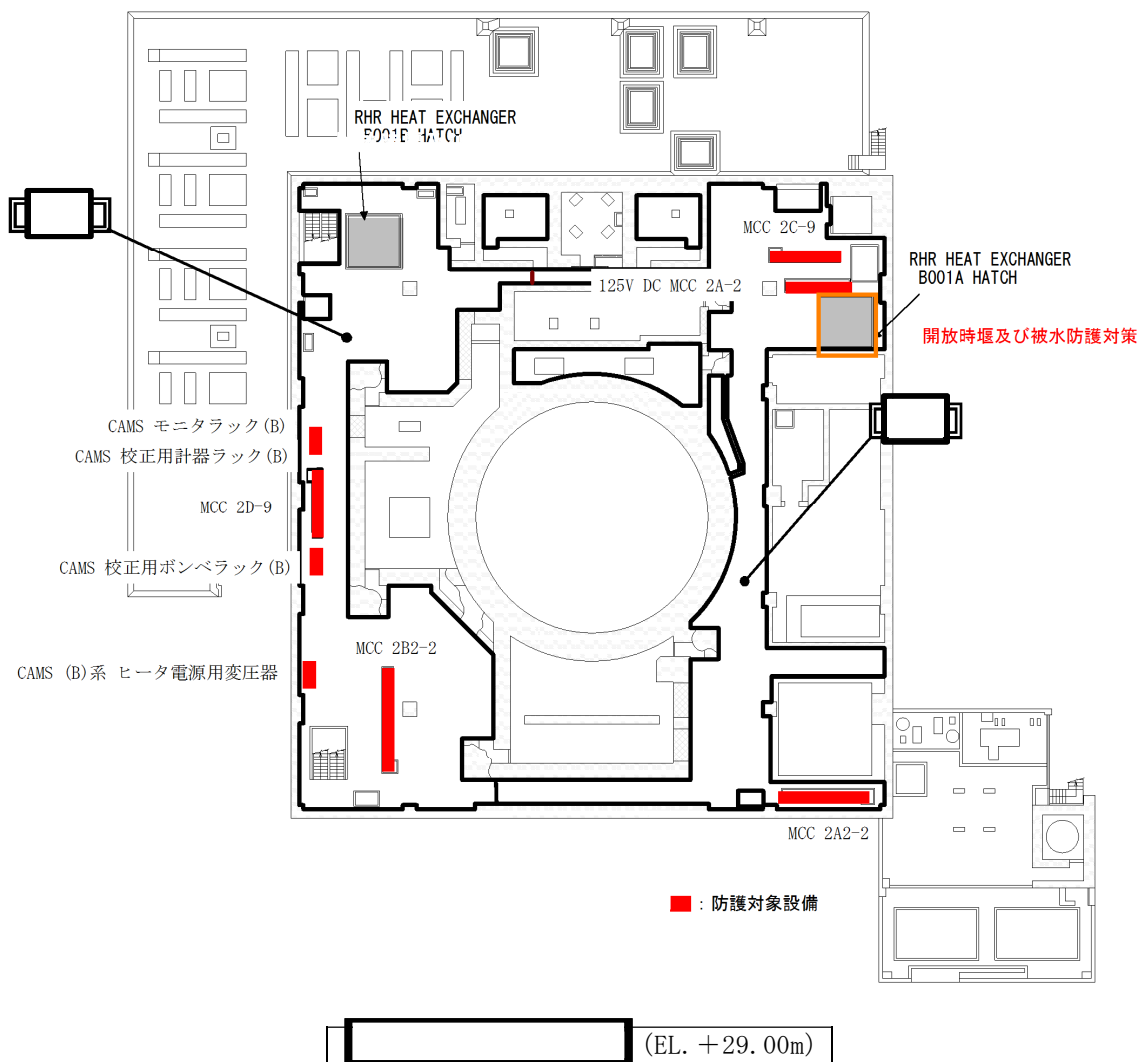 RHR HEAT EXCHANGER
B001B HATCH
MCC 2C-9
RHR HEAT EXCHANGER
B001A HATCH
125V DC MCC 2A-2
開放時堰及び被水防護対策
CAMS モニタラック(B)
CAMS 校正用計器ラック(B)
MCC 2D-9
CAMS 校正用ボンベラック(B)
MCC 2B2-2
CAMS (B)系 ヒータ電源用変圧器
MCC 2A2-2
：防護対象設備
(EL. +29.00m)